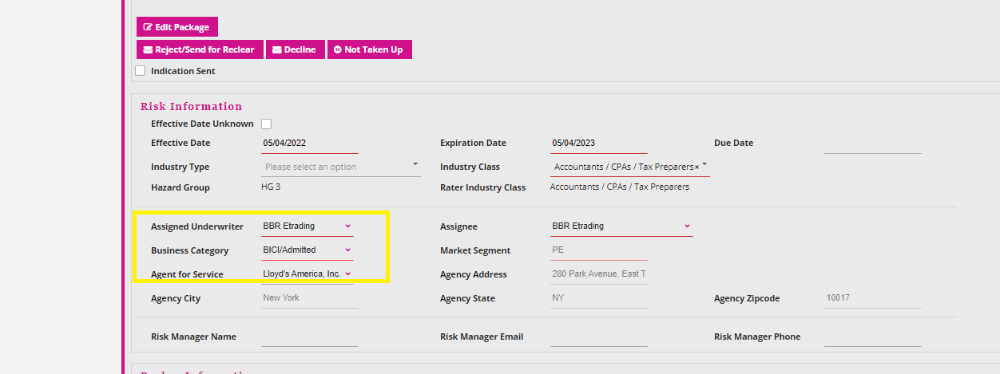 Edit Package
Reject/Send for Reclear Decline Not Taken Up
Indication Sent
Risk Information
Effective Date Unknown
Effective Date 05/04/2022 Expiration Date 05/04/2023 Due Date
Industry Type Please select an option Industry Class Accountants / CPAs / Tax Preparers×
Hazard Group HG 3 Rater Industry Class Accountants / CPAs / Tax Preparers
Assigned Underwriter BBR Etrading Assignee BBR Etrading
Business Category BICI/Admitted Market Segment PE
Agent for Service Lloyd's America, Inc. Agency Address 280 Park Avenue, East T
Agency City New York Agency State NY Agency Zipcode 10017
Risk Manager Name Risk Manager Email Risk Manager Phone